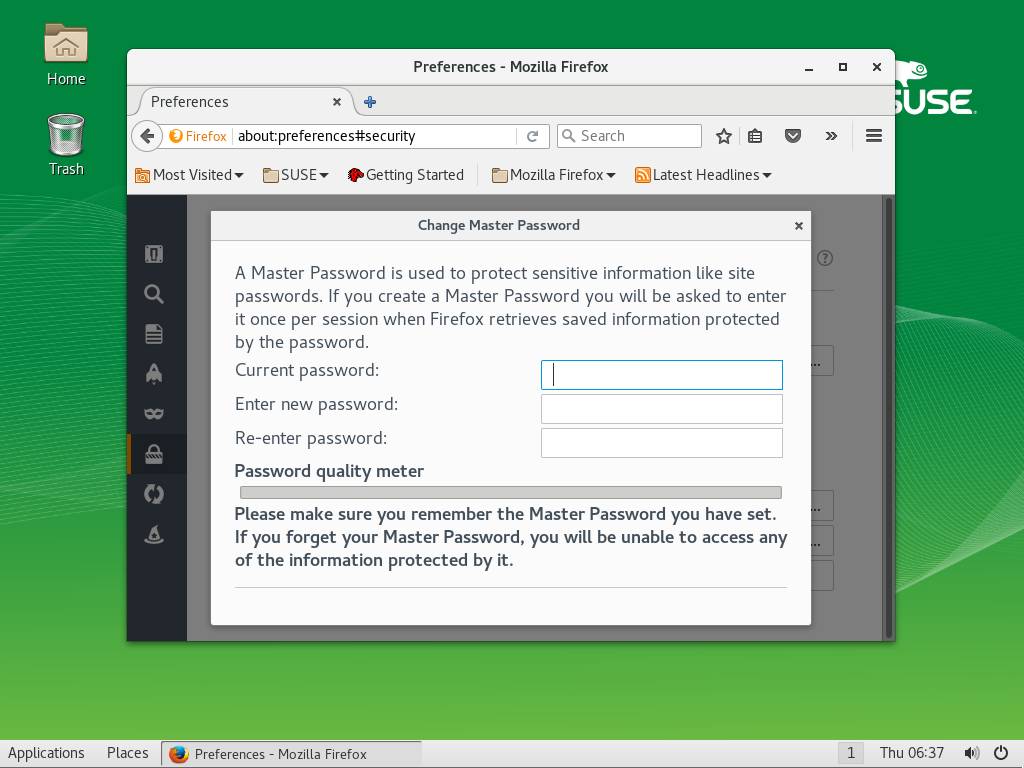 Home
Trash
SUSE
Preferences - Mozilla Firefox
Preferences
Firefox
about:preferences#security
Search
Most Visited
SUSE
Getting Started
Mozilla Firefox
Latest Headlines
Change Master Password
?
A Master Password is used to protect sensitive information like site
passwords. If you create a Master Password you will be asked to enter
it once per session when Firefox retrieves saved information protected
by the password.
...
Current password:
Enter new password:
Re-enter password:
Password quality meter
...
Please make sure you remember the Master Password you have set.
If you forget your Master Password, you will be unable to access any
...
of the information protected by it.
Applications
Places
Preferences - Mozilla Firefox
1
Thu 06:37